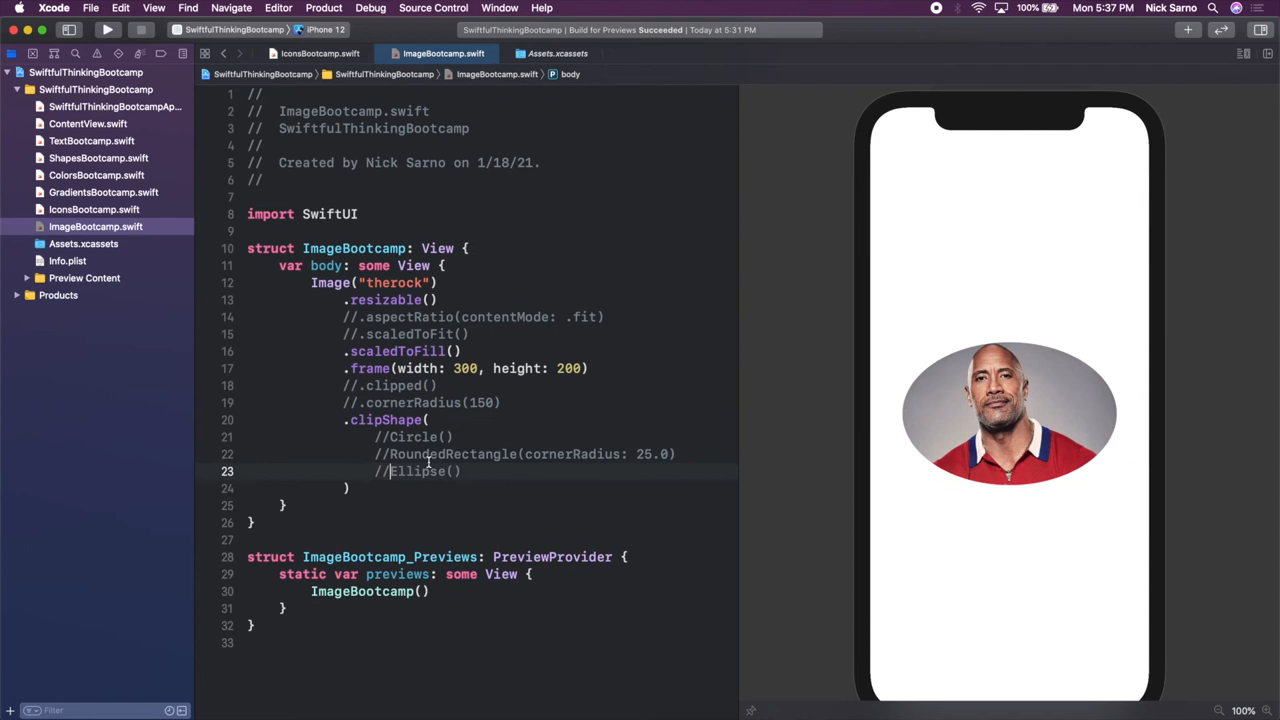 Xcode File Edit View Find Navigate Editor Product Debug Source Control Window Help 100% Mon 5:37 PM Nick Sarno
SwiftfulThinkingBootcamp iPhone 12 SwiftfulThinkingBootcamp | Build for Previews Succeeded | Today at 5:31 PM
IconsBootcamp.swift ImageBootcamp.swift Assets.xcassets
SwiftfulThinkingBootcamp SwiftfulThinkingBootcamp SwiftfulThinkingBootcamp ImageBootcamp.swift P body
SwiftfulThinkingBootcamp
SwiftfulThinkingBootcampAp...
ContentView.swift
TextBootcamp.swift
ShapesBootcamp.swift
ColorsBootcamp.swift
GradientsBootcamp.swift
IconsBootcamp.swift
ImageBootcamp.swift
Assets.xcassets
Info.plist
Preview Content
Products
1 //
2 // ImageBootcamp.swift
3 // SwiftfulThinkingBootcamp
4 //
5 // Created by Nick Sarno on 1/18/21.
6 //
7
8 import SwiftUI
9
10 struct ImageBootcamp: View {
11 var body: some View {
12 Image("therock")
13 .resizable()
14 //.aspectRatio(contentMode: .fit)
15 //.scaledToFit()
16 .scaledToFill()
17 .frame(width: 300, height: 200)
18 //.clipped()
19 //.cornerRadius(150)
20 .clipShape(
21 //Circle()
22 //RoundedRectangle(cornerRadius: 25.0)
23 //Ellipse()
24 )
25 }
26 }
27
28 struct ImageBootcamp_Previews: PreviewProvider {
29 static var previews: some View {
30 ImageBootcamp()
31 }
32 }
33
Filter
100%